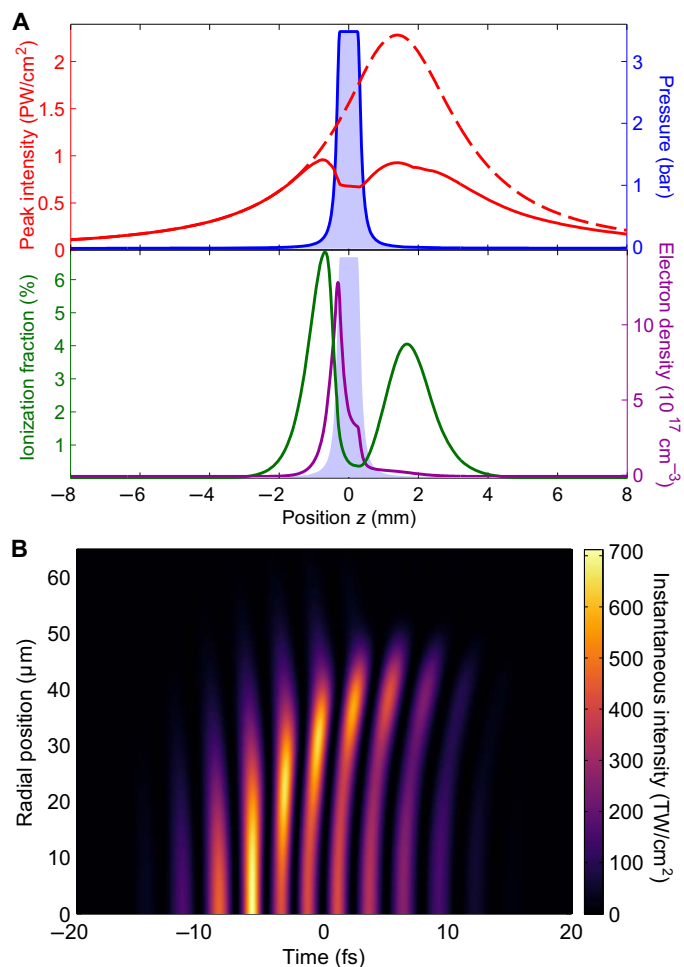 A
Peak intensity (PW/cm²)
2
1.5
1
0.5
0
Pressure (bar)
3
2
1
0
Ionization fraction (%)
6
5
4
3
2
1
Electron density (10¹⁷ cm⁻³)
10
5
0
−8 −6 −4 −2 0 2 4 6 8
Position z (mm)
B
Radial position (µm)
60
50
40
30
20
10
0
−20 −10 0 10 20
Time (fs)
700
600
500
400
300
200
100
0
Instantaneous intensity (TW/cm²)